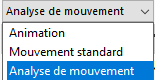 Analyse de mouvement
Animation
Mouvement standard
Analyse de mouvement